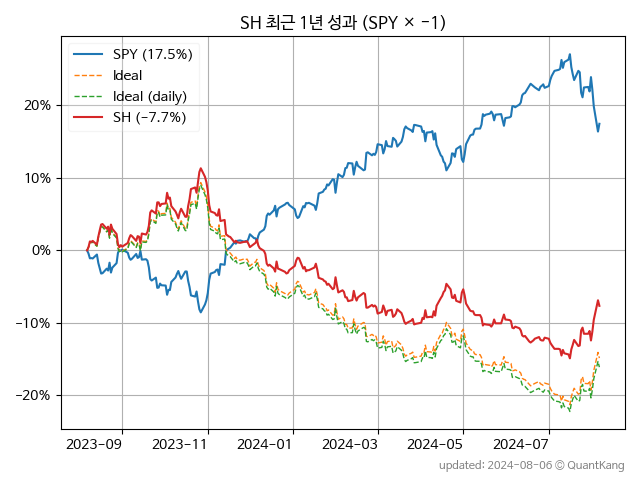 SH 최근 1년 성과 (SPY × −1)
SPY (17.5%)
Ideal
Ideal (daily)
SH (−7.7%)
20%
10%
0%
−10%
−20%
2023-09 2023-11 2024-01 2024-03 2024-05 2024-07
updated: 2024-08-06 © QuantKang